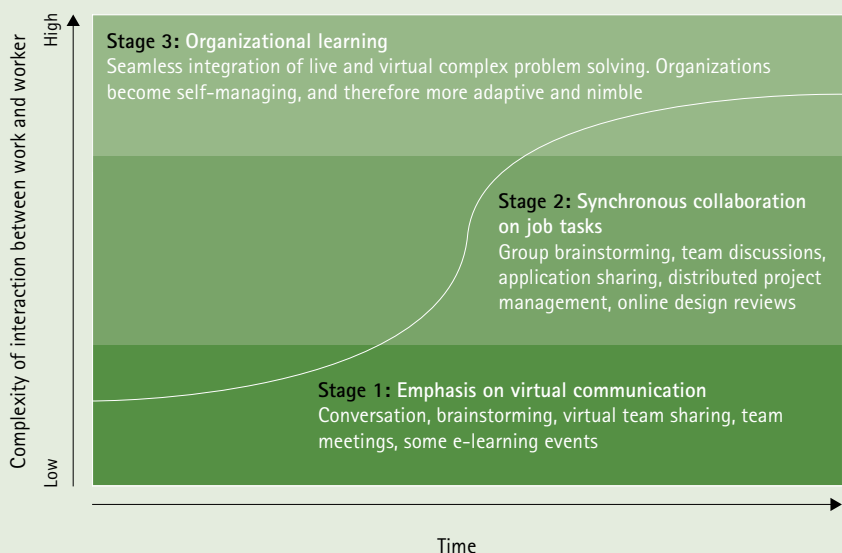 Complexity of interaction between work and worker
High
Low
Stage 3: Organizational learning
Seamless integration of live and virtual complex problem solving. Organizations
become self-managing, and therefore more adaptive and nimble
Stage 2: Synchronous collaboration
on job tasks
Group brainstorming, team discussions,
application sharing, distributed project
management, online design reviews
Stage 1: Emphasis on virtual communication
Conversation, brainstorming, virtual team sharing, team
meetings, some e-learning events
Time